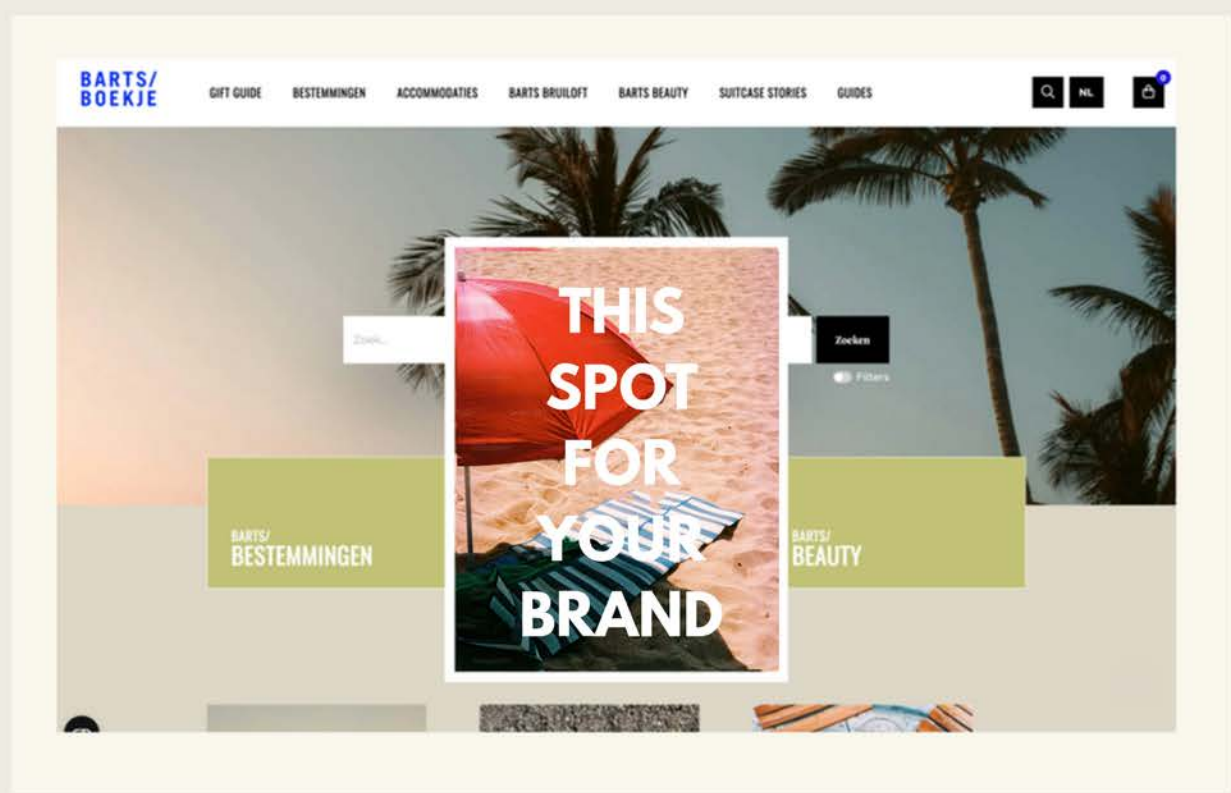 BARTS/
BOEKJE
GIFT GUIDE BESTEMMINGEN ACCOMMODATIES BARTS BRUILOFT BARTS BEAUTY SUITCASE STORIES GUIDES
NL
0
Zoek...
Zoeken
Filters
THIS
SPOT
FOR
YOUR
BRAND
BARTS/
BESTEMMINGEN
BARTS/
BEAUTY